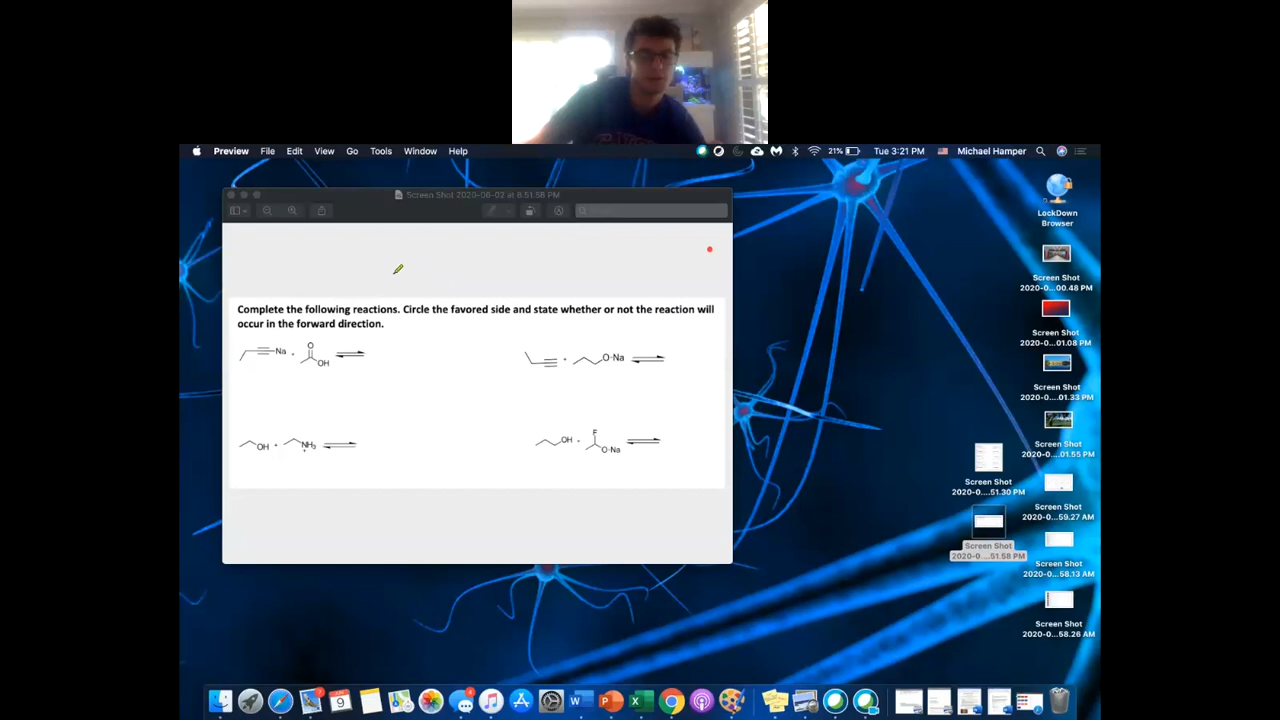 Preview File Edit View Go Tools Window Help
21% Tue 3:21 PM Michael Hamper
Screen Shot 2020-06-02 at 8.51.58 PM
LockDown
Browser
Screen Shot
2020-0...00.48 PM
Screen Shot
2020-0....01.08 PM
Screen Shot
2020-0....01.33 PM
Screen Shot
2020-0....01.55 PM
Screen Shot
2020-0....51.30 PM
Screen Shot
2020-0...59.27 AM
Screen Shot
2020-0....51.58 PM
Screen Shot
2020-0....58.13 AM
Screen Shot
2020-0...58.26 AM
Complete the following reactions. Circle the favored side and state whether or not the reaction will
occur in the forward direction.
Na + O OH
O-Na
OH + NH3 +
OH + F O-Na